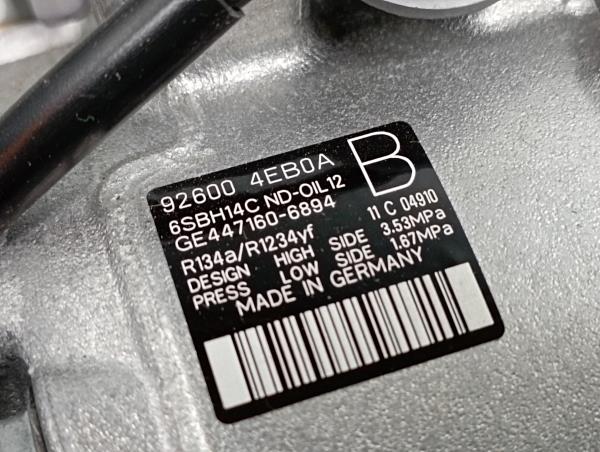 92600 4EB0A B
6SBH14C ND-OIL12
GE447160-6894 11 C 04910
R134a/R1234yf
DESIGN HIGH SIDE 3.53MPa
PRESS LOW SIDE 1.67MPa
MADE IN GERMANY